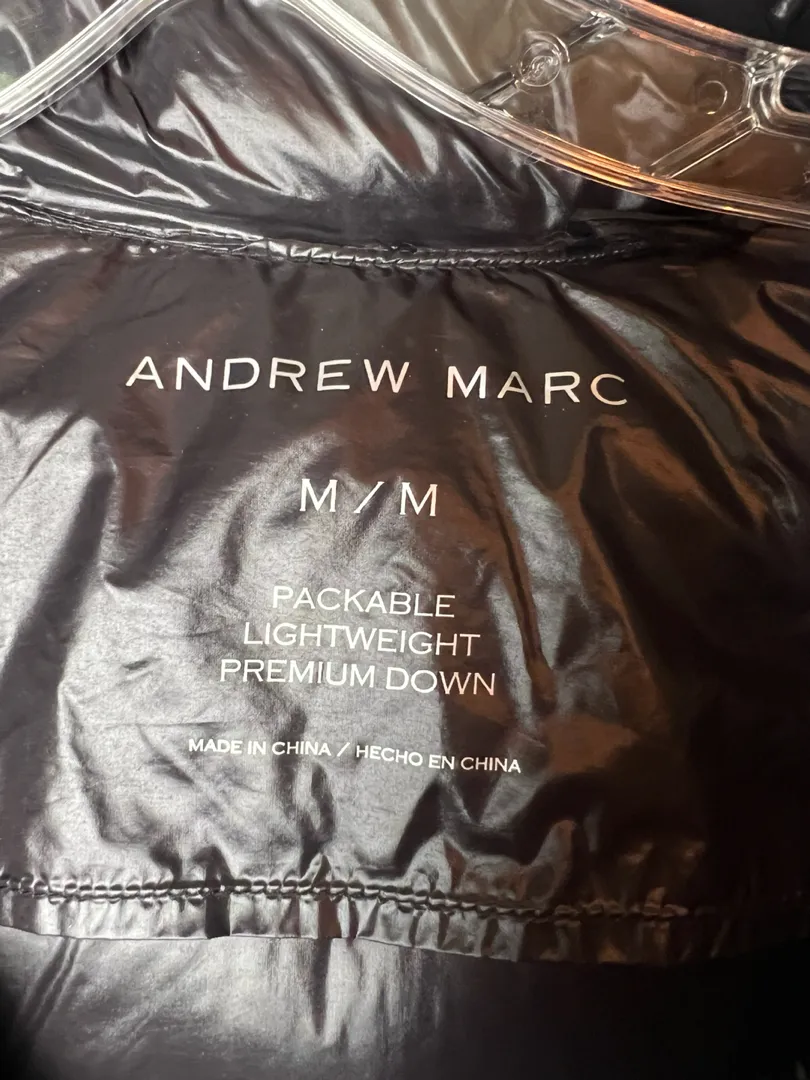 ANDREW MARC
M / M
PACKABLE
LIGHTWEIGHT
PREMIUM DOWN
MADE IN CHINA / HECHO EN CHINA